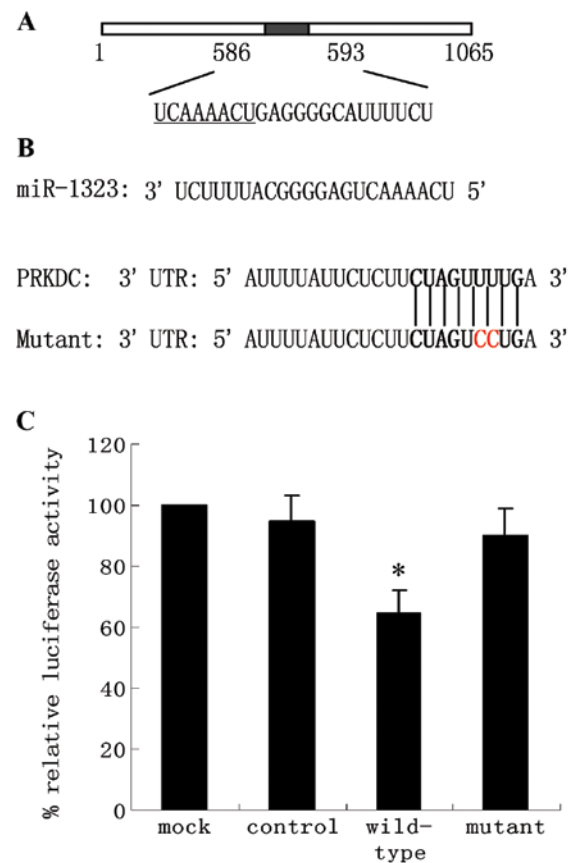 A
1 586 593 1065
UCAAAACUGAGGGGCAUUUUCU
B
miR-1323: 3' UCUUUUACGGGGAGUCAAAACU 5'
PRKDC: 3' UTR: 5' AUUUUAUUCUCUUCUAGUUUUGA 3'
Mutant: 3' UTR: 5' AUUUUAUUCUCUUCUAGUCCUGA 3'
C
% relative luciferase activity
120
100
80
60
40
20
0
*
mock control wild-type mutant